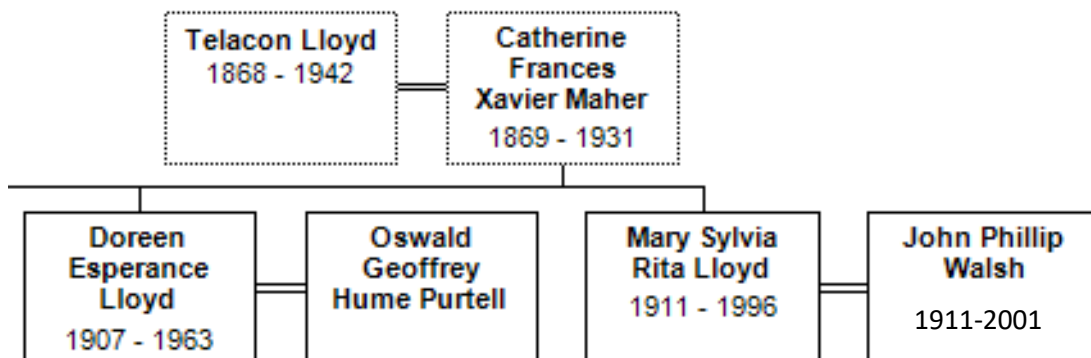 Telacon Lloyd
1868 - 1942
Catherine
Frances
Xavier Maher
1869 - 1931
Doreen
Esperance
Lloyd
1907 - 1963
Oswald
Geoffrey
Hume Purtell
Mary Sylvia
Rita Lloyd
1911 - 1996
John Phillip
Walsh
1911-2001